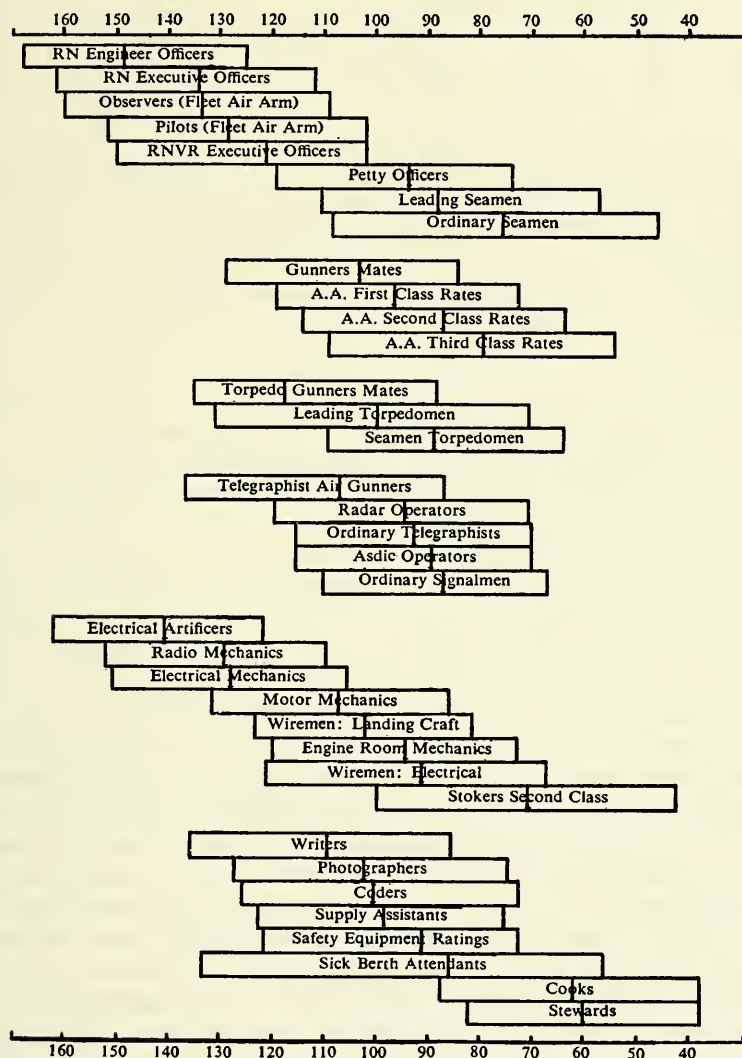 160 150 140 130 120 110 100 90 80 70 60 50 40
RN Engineer Officers
RN Executive Officers
Observers (Fleet Air Arm)
Pilots (Fleet Air Arm)
RNVR Executive Officers
Petty Officers
Leading Seamen
Ordinary Seamen
Gunners Mates
A.A. First Class Rates
A.A. Second Class Rates
A.A. Third Class Rates
Torpedo Gunners Mates
Leading Torpedomen
Seamen Torpedomen
Telegraphist Air Gunners
Radar Operators
Ordinary Telegraphists
Asdic Operators
Ordinary Signalmen
Electrical Artificers
Radio Mechanics
Electrical Mechanics
Motor Mechanics
Wiremen: Landing Craft
Engine Room Mechanics
Wiremen: Electrical
Stokers Second Class
Writers
Photographers
Coders
Supply Assistants
Safety Equipment Ratings
Sick Berth Attendants
Cooks
Stewards
160 150 140 130 120 110 100 90 80 70 60 50 40